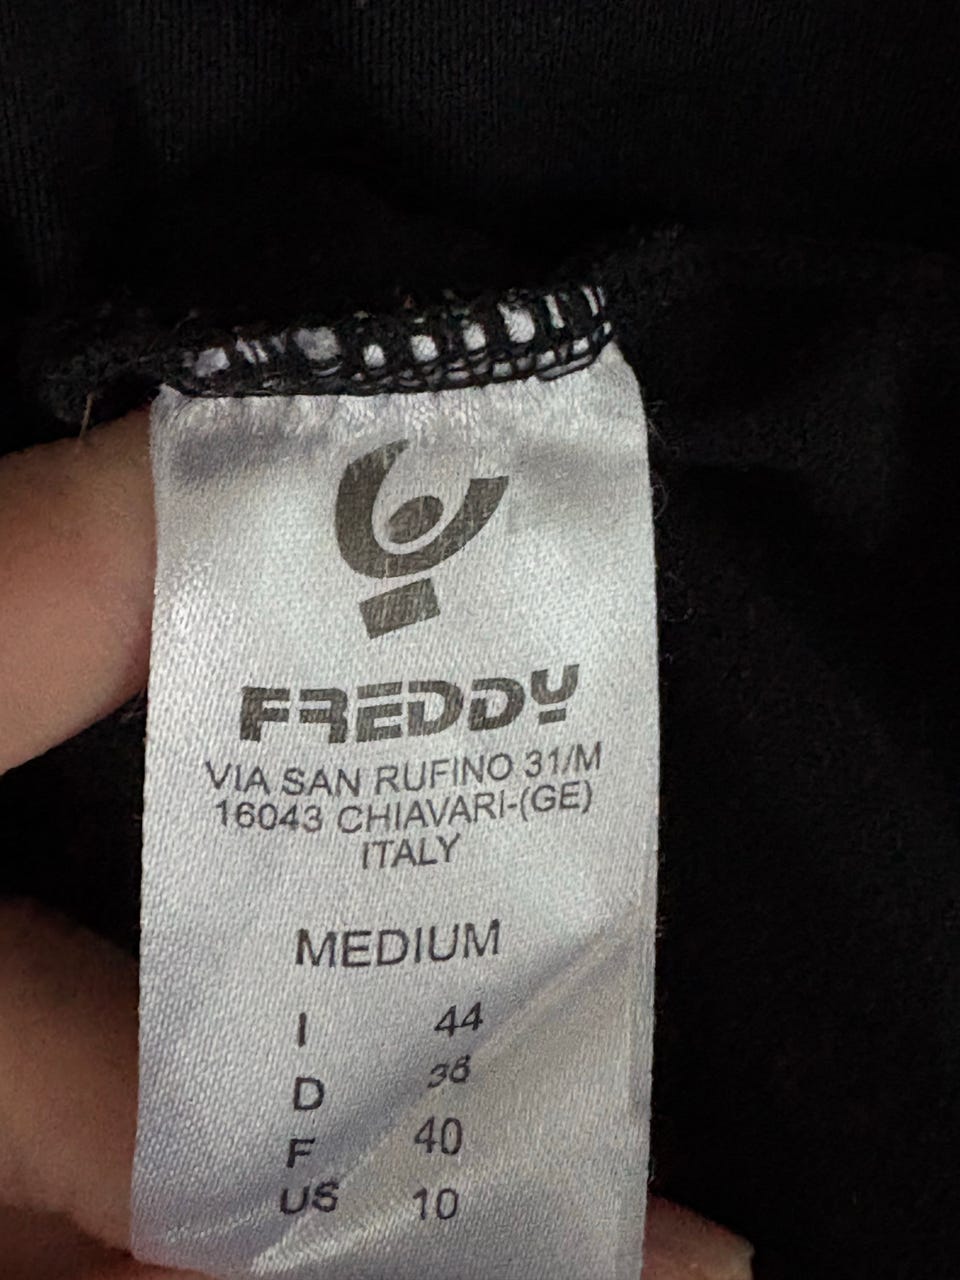 FREDDY
VIA SAN RUFINO 31/M
16043 CHIAVARI-(GE)
ITALY
MEDIUM
I 44
D 38
F 40
US 10